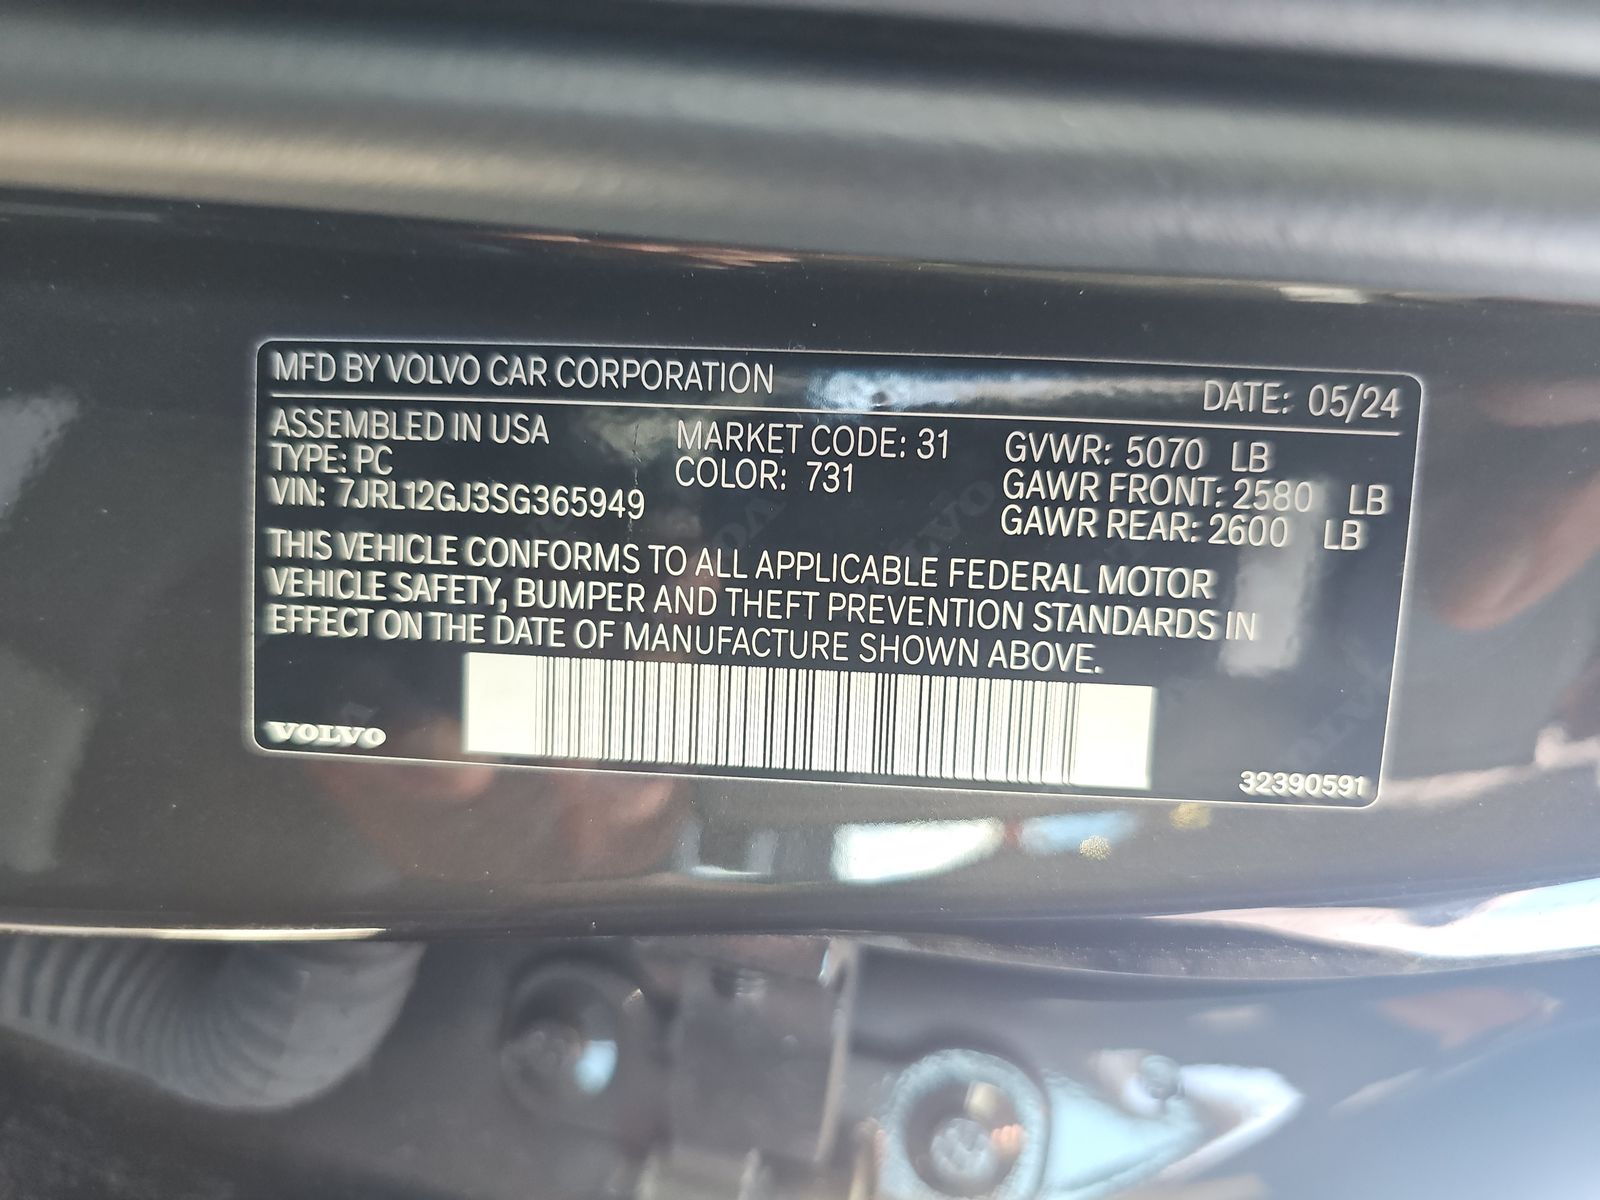 MFD BY VOLVO CAR CORPORATION DATE: 05/24
ASSEMBLED IN USA MARKET CODE: 31 GVWR: 5070 LB
TYPE: PC COLOR: 731 GAWR FRONT: 2580 LB
VIN: 7JRL12GJ3SG365949 GAWR REAR: 2600 LB
THIS VEHICLE CONFORMS TO ALL APPLICABLE FEDERAL MOTOR
VEHICLE SAFETY, BUMPER AND THEFT PREVENTION STANDARDS IN
EFFECT ON THE DATE OF MANUFACTURE SHOWN ABOVE.
VOLVO
32390591